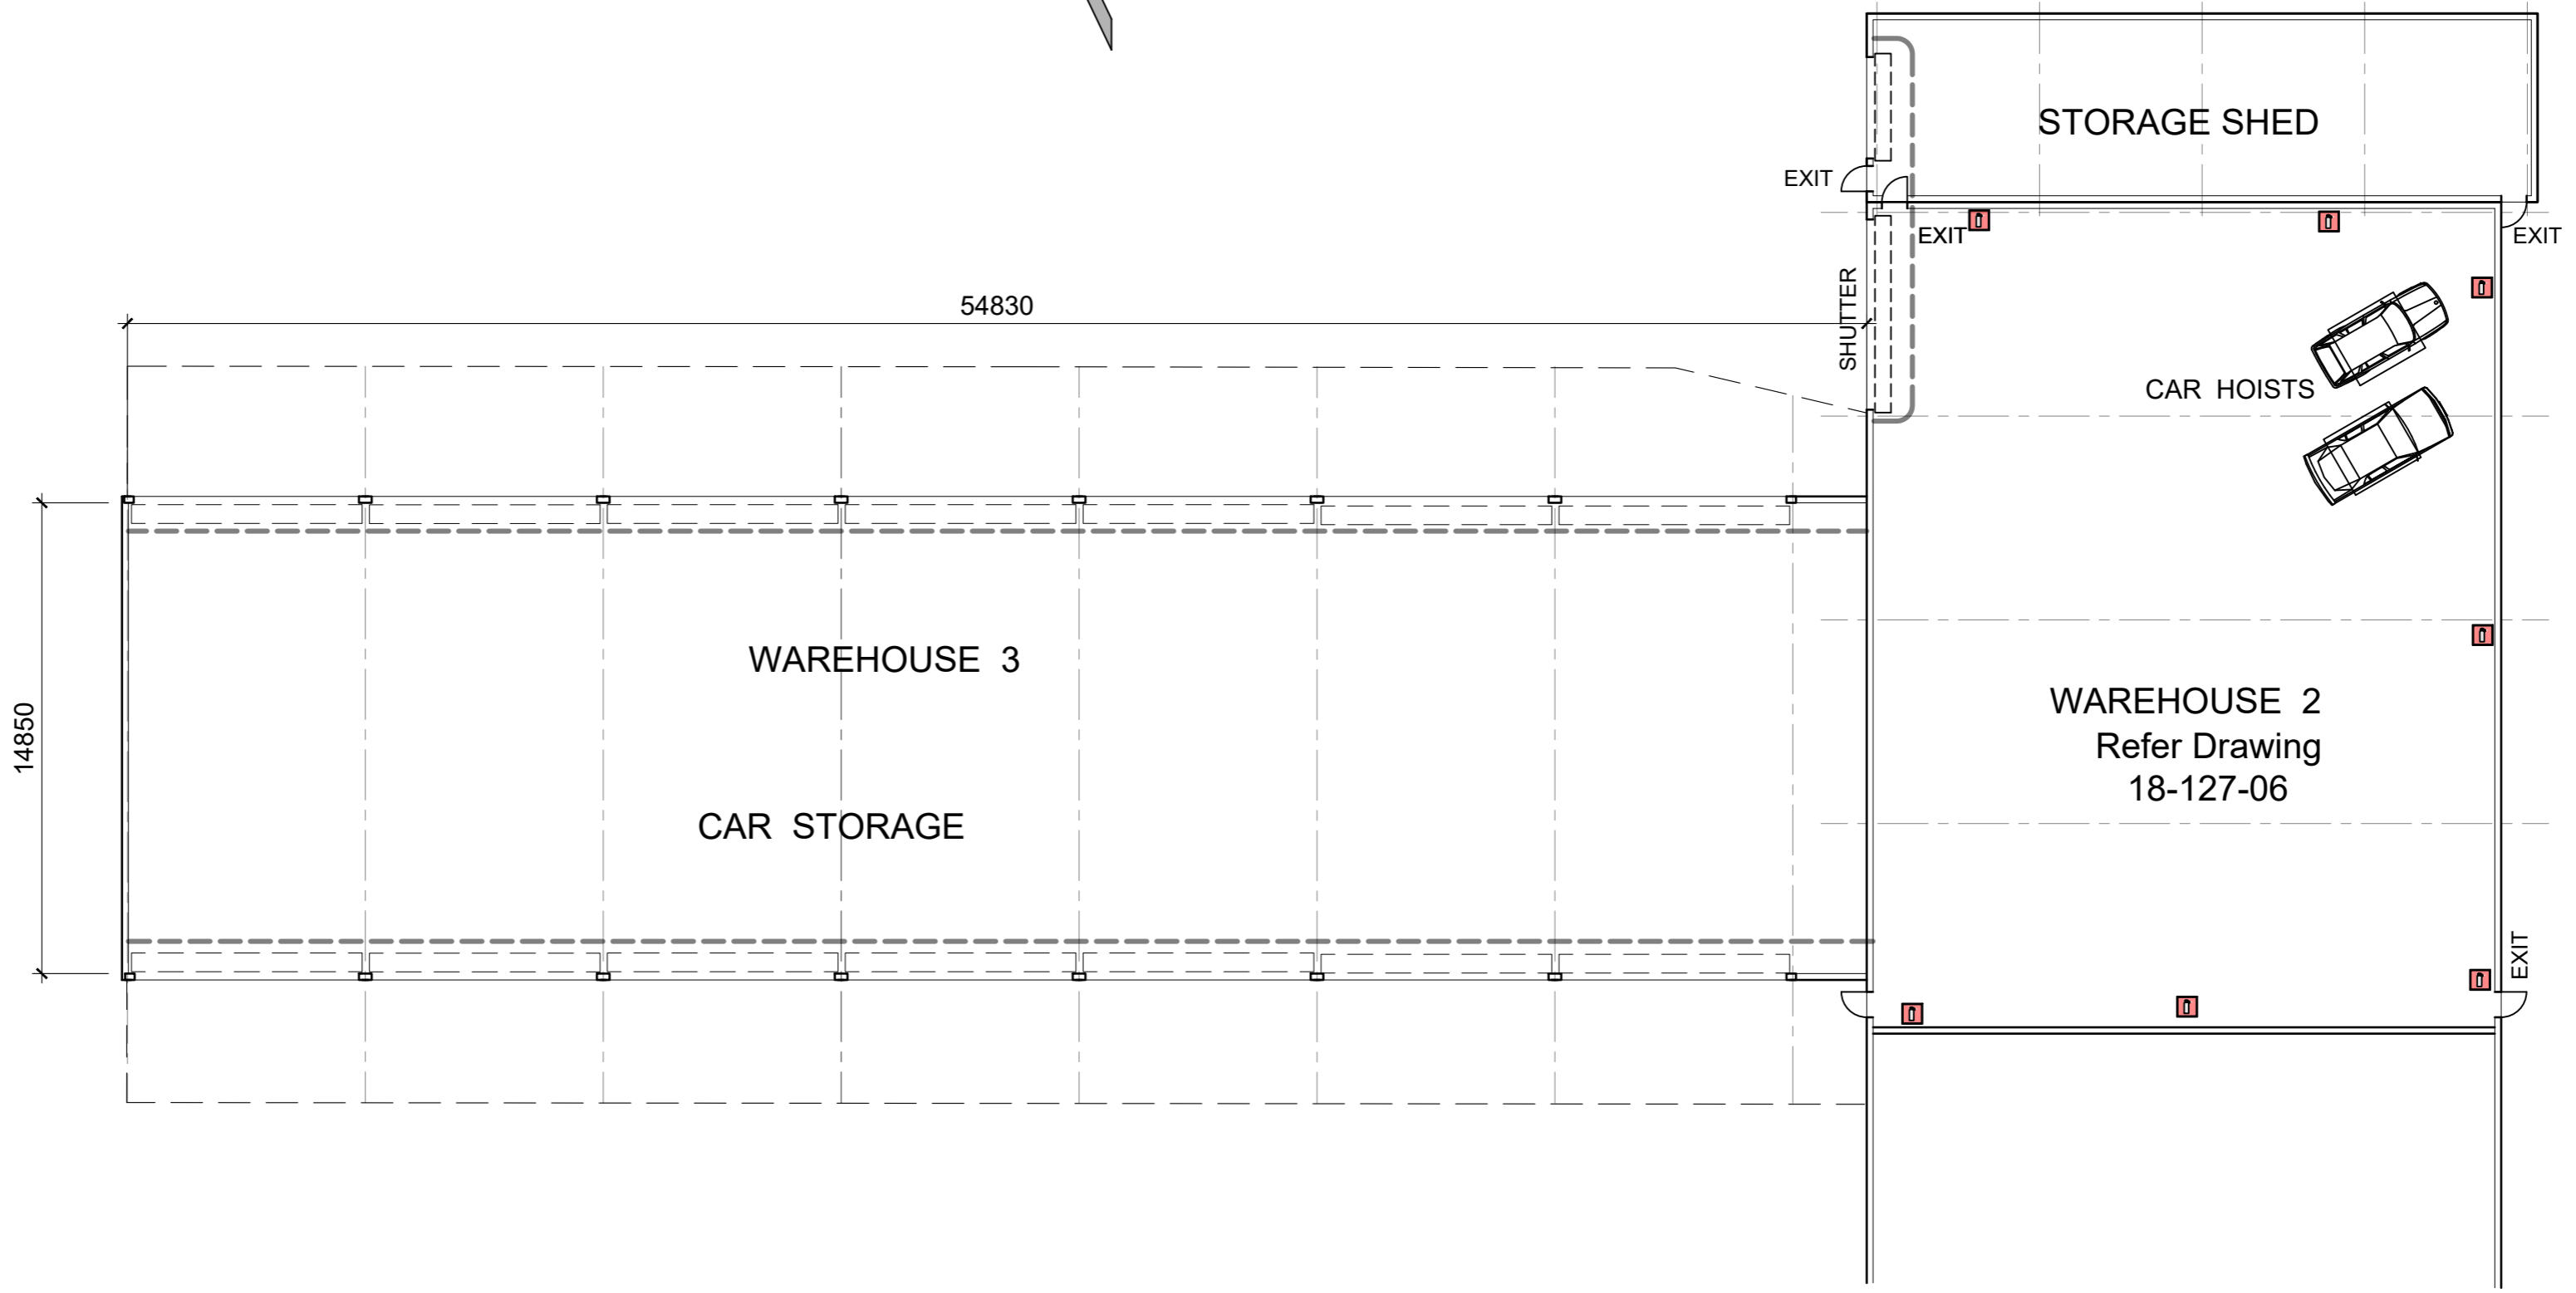 STORAGE SHED
EXIT
EXIT
EXIT
SHUTTER
54830
CAR HOISTS
WAREHOUSE 3
WAREHOUSE 2
Refer Drawing
18-127-06
14850
CAR STORAGE
EXIT